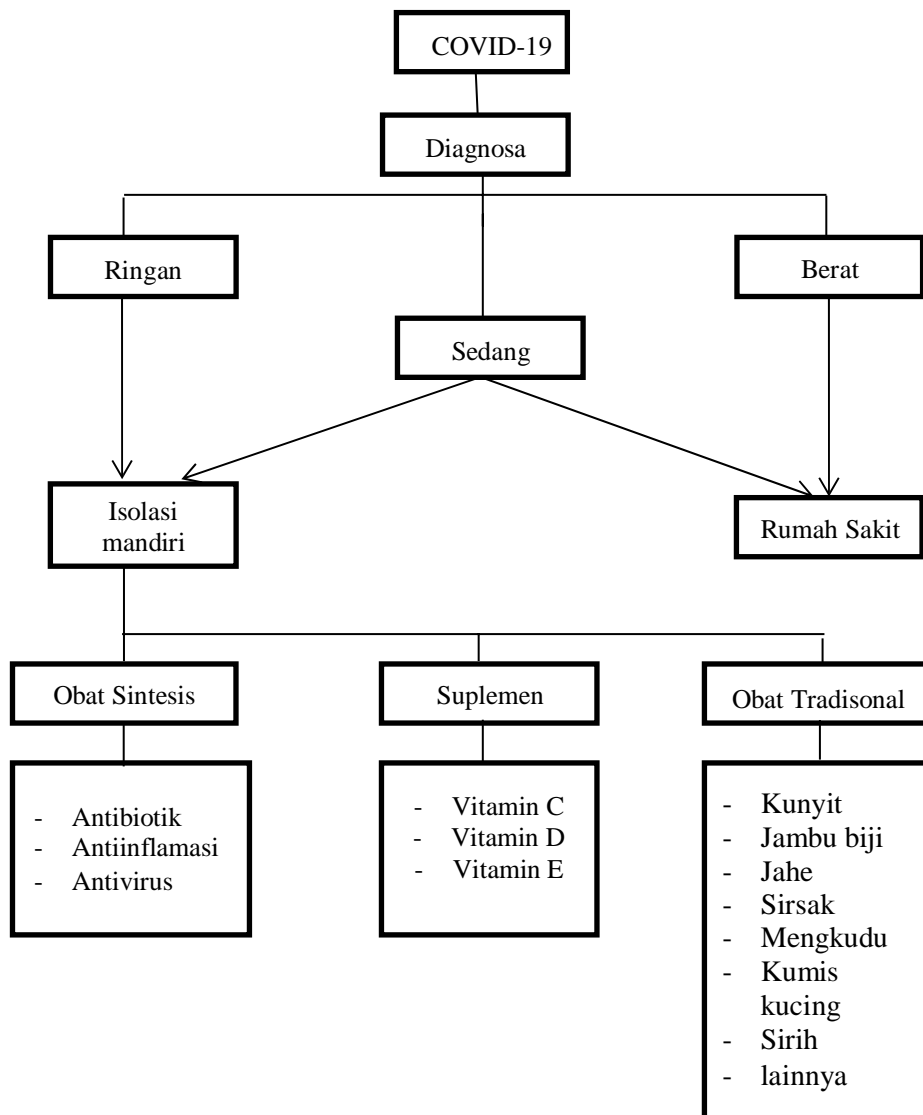 COVID-19
Diagnosa
Ringan
Berat
Sedang
Isolasi
mandiri
Rumah Sakit
Obat Sintesis
Suplemen
Obat Tradisonal
- Antibiotik
- Antiinflamasi
- Antivirus
- Vitamin C
- Vitamin D
- Vitamin E
- Kunyit
- Jambu biji
- Jahe
- Sirsak
- Mengkudu
- Kumis
kucing
- Sirih
- lainnya